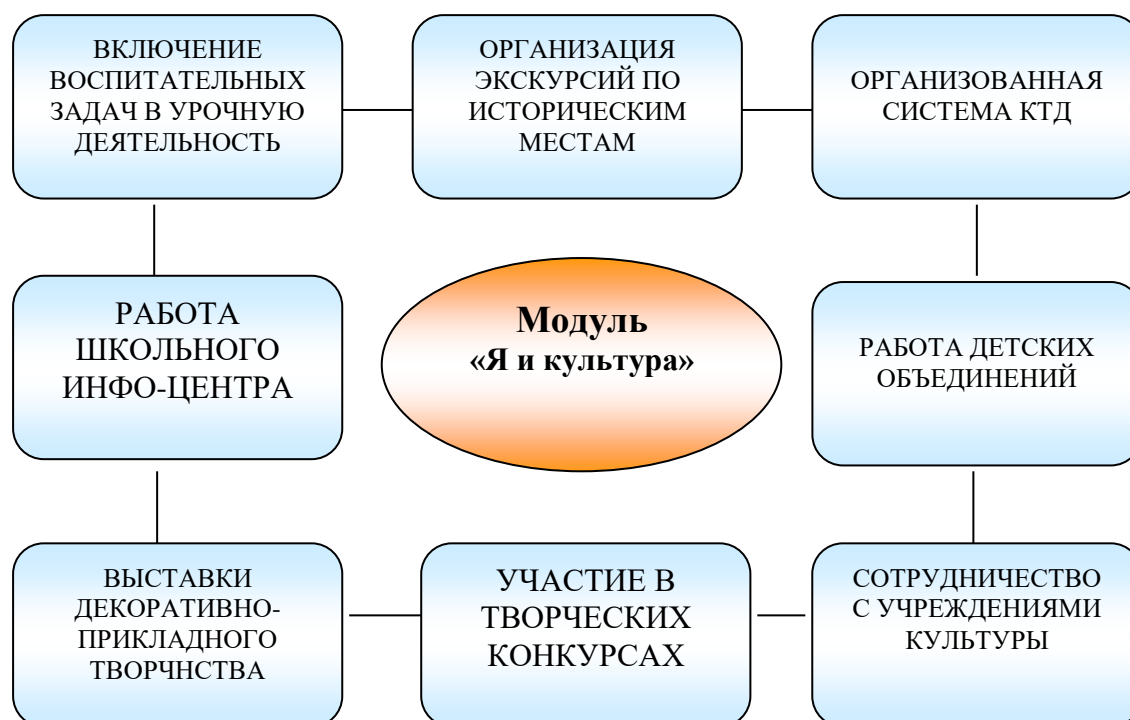 ВКЛЮЧЕНИЕ
ВОСПИТАТЕЛЬНЫХ
ЗАДАЧ В УРОЧНУЮ
ДЕЯТЕЛЬНОСТЬ
ОРГАНИЗАЦИЯ
ЭКСКУРСИЙ ПО
ИСТОРИЧЕСКИМ
МЕСТАМ
ОРГАНИЗОВАННАЯ
СИСТЕМА КТД
РАБОТА
ШКОЛЬНОГО
ИНФО-ЦЕНТРА
Модуль
«Я и культура»
РАБОТА ДЕТСКИХ
ОБЪЕДИНЕНИЙ
ВЫСТАВКИ
ДЕКОРАТИВНО-
ПРИКЛАДНОГО
ТВОРЧНСТВА
УЧАСТИЕ В
ТВОРЧЕСКИХ
КОНКУРСАХ
СОТРУДНИЧЕСТВО
С УЧРЕЖДЕНИЯМИ
КУЛЬТУРЫ